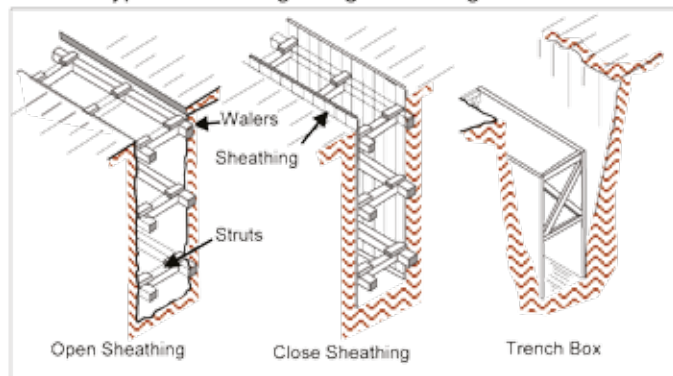 Walers
Sheathing
Struts
Open Sheathing
Close Sheathing
Trench Box